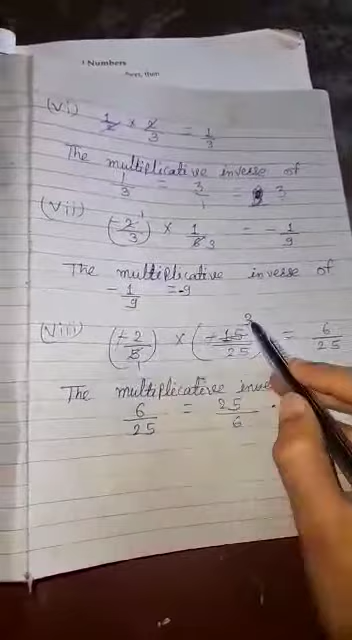 Numbers
then
(vi) 1/2 × 2/3 = 1/3
The multiplicative inverse of
1/3 = 3/1 = 3
(vii) (-2/3) × 1/6 = -1/9
The multiplicative inverse of
-1/9 = -9
(viii) (-2/5) × (-15/25) = 6/25
The multiplicative inve
6/25 = 25/6